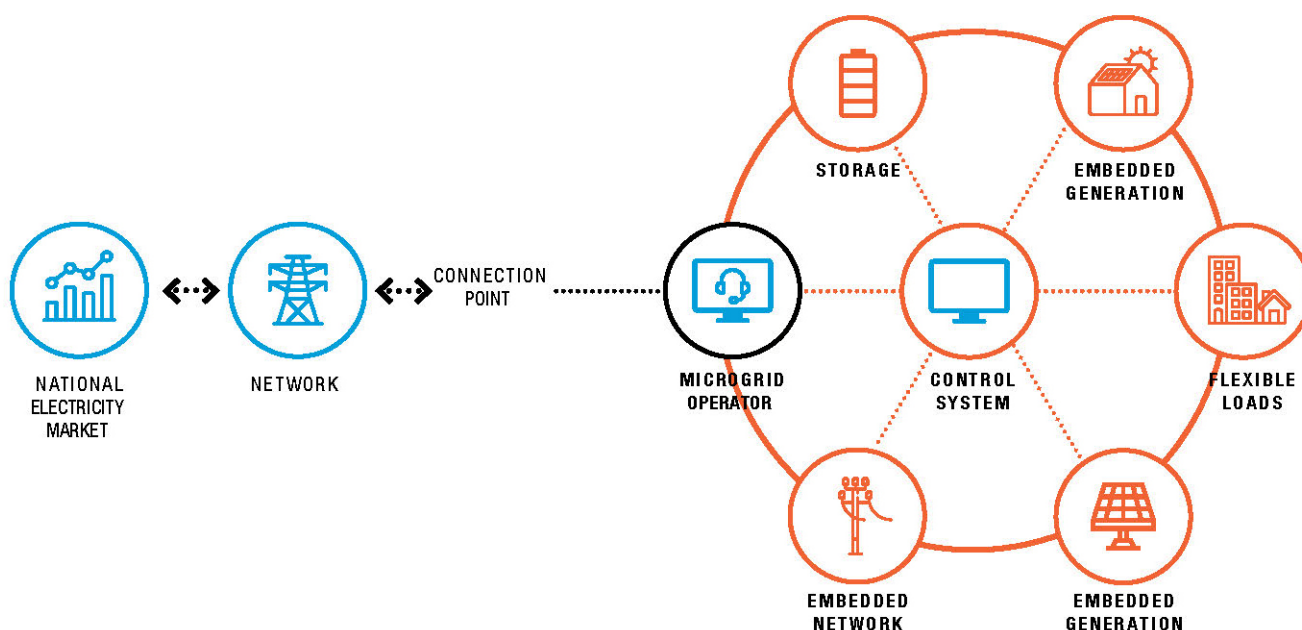 STORAGE
EMBEDDED
GENERATION
CONNECTION
POINT
NATIONAL
ELECTRICITY
MARKET
NETWORK
MICROGRID
OPERATOR
CONTROL
SYSTEM
FLEXIBLE
LOADS
EMBEDDED
NETWORK
EMBEDDED
GENERATION